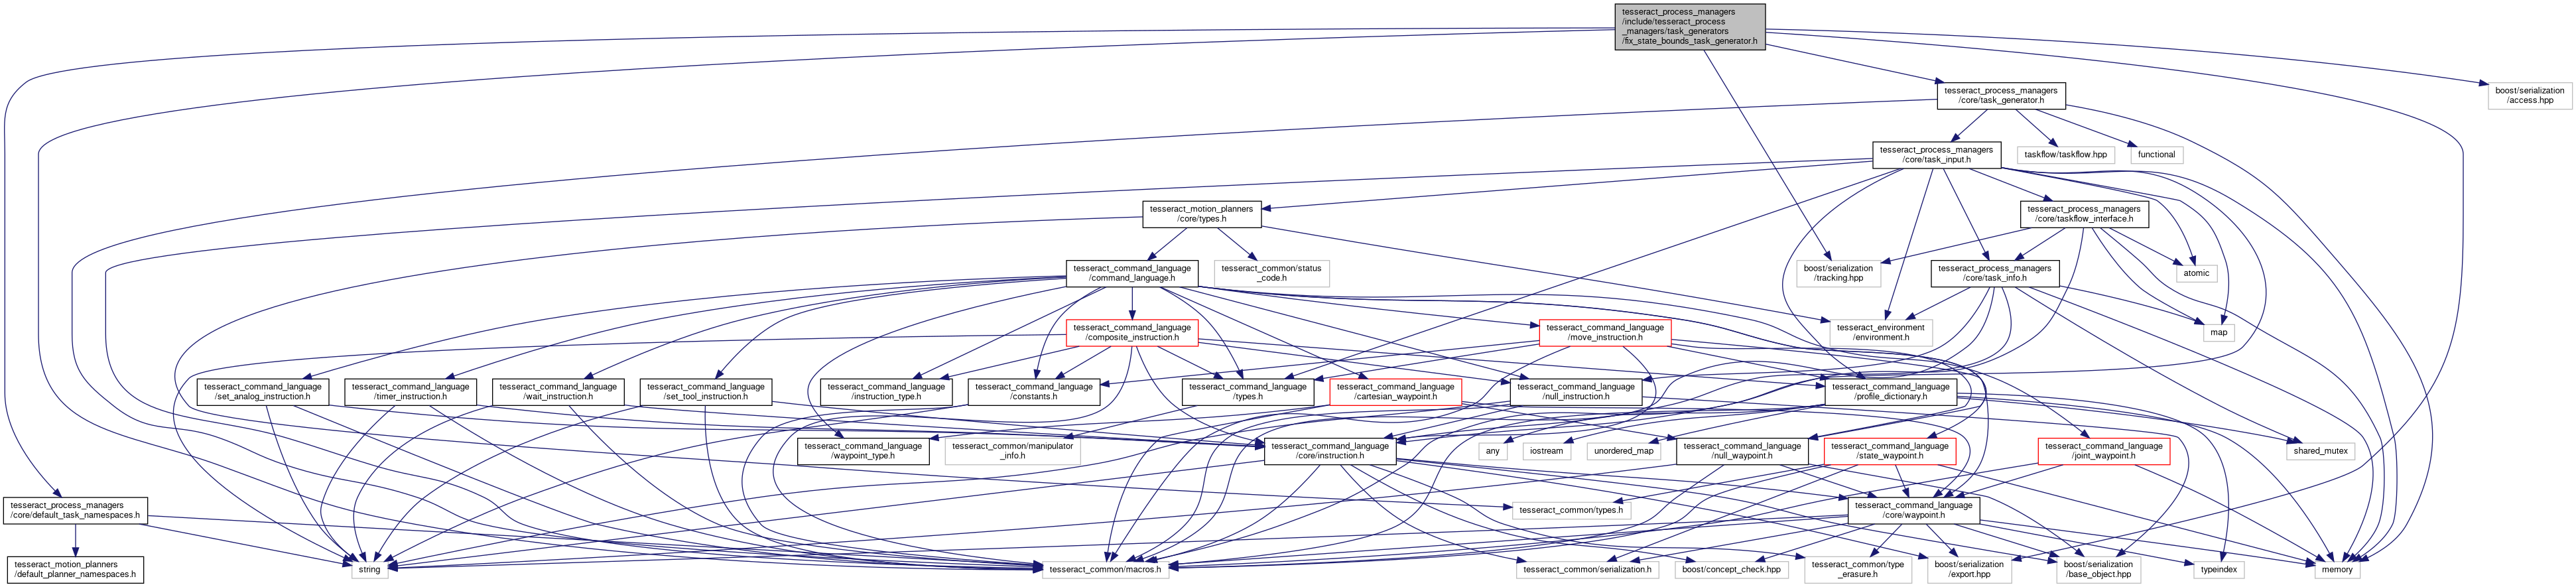 tesseract_process_managers
/include/tesseract_process
_managers/task_generators
/fix_state_bounds_task_generator.h
tesseract_process_managers
/core/task_generator.h
boost/serialization
/access.hpp
tesseract_process_managers
/core/task_input.h
taskflow/taskflow.hpp
functional
tesseract_motion_planners
/core/types.h
tesseract_process_managers
/core/taskflow_interface.h
tesseract_command_language
/command_language.h
tesseract_common/status
_code.h
boost/serialization
/tracking.hpp
tesseract_process_managers
/core/task_info.h
atomic
tesseract_command_language
/composite_instruction.h
tesseract_command_language
/move_instruction.h
tesseract_environment
/environment.h
map
tesseract_command_language
/set_analog_instruction.h
tesseract_command_language
/timer_instruction.h
tesseract_command_language
/wait_instruction.h
tesseract_command_language
/set_tool_instruction.h
tesseract_command_language
/instruction_type.h
tesseract_command_language
/constants.h
tesseract_command_language
/types.h
tesseract_command_language
/cartesian_waypoint.h
tesseract_command_language
/null_instruction.h
tesseract_command_language
/profile_dictionary.h
tesseract_command_language
/waypoint_type.h
tesseract_common/manipulator
_info.h
tesseract_command_language
/core/instruction.h
any
iostream
unordered_map
tesseract_command_language
/null_waypoint.h
tesseract_command_language
/state_waypoint.h
tesseract_command_language
/joint_waypoint.h
shared_mutex
tesseract_process_managers
/core/default_task_namespaces.h
tesseract_common/types.h
tesseract_command_language
/core/waypoint.h
tesseract_motion_planners
/default_planner_namespaces.h
string
tesseract_common/macros.h
tesseract_common/serialization.h
boost/concept_check.hpp
tesseract_common/type
_erasure.h
boost/serialization
/export.hpp
boost/serialization
/base_object.hpp
typeindex
memory